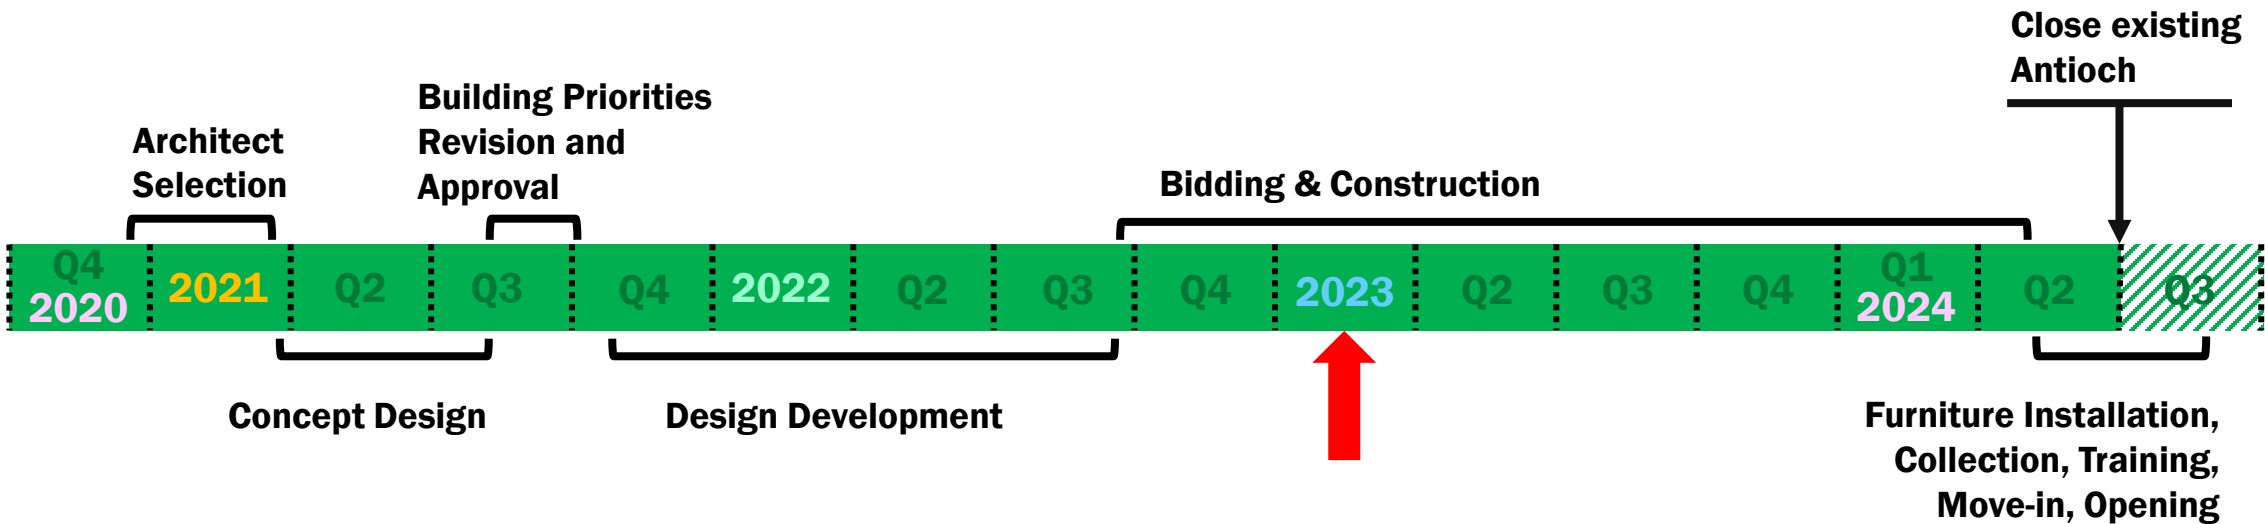 Close existing
Antioch
Building Priorities
Revision and
Approval
Architect
Selection
Bidding & Construction
Q4
2020
2021
Q2
Q3
Q4
2022
Q2
Q3
Q4
2023
Q2
Q3
Q4
Q1
2024
Q2
Q3
Concept Design
Design Development
Furniture Installation,
Collection, Training,
Move-in, Opening